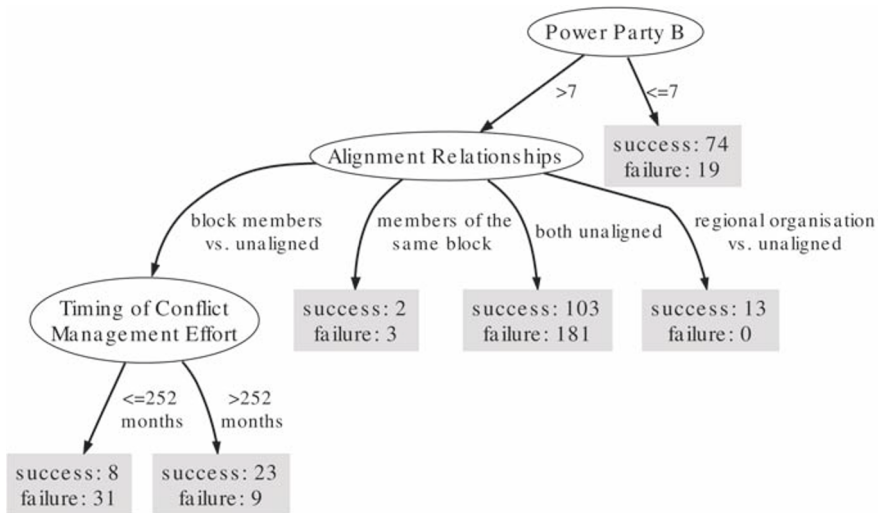 Power Party B
>7
<=7
success: 74
failure: 19
Alignment Relationships
block members
vs. unaligned
members of the
same block
both unaligned
regional organisation
vs. unaligned
Timing of Conflict
Management Effort
success: 2
failure: 3
success: 103
failure: 181
success: 13
failure: 0
<=252
months
>252
months
success: 8
failure: 31
success: 23
failure: 9